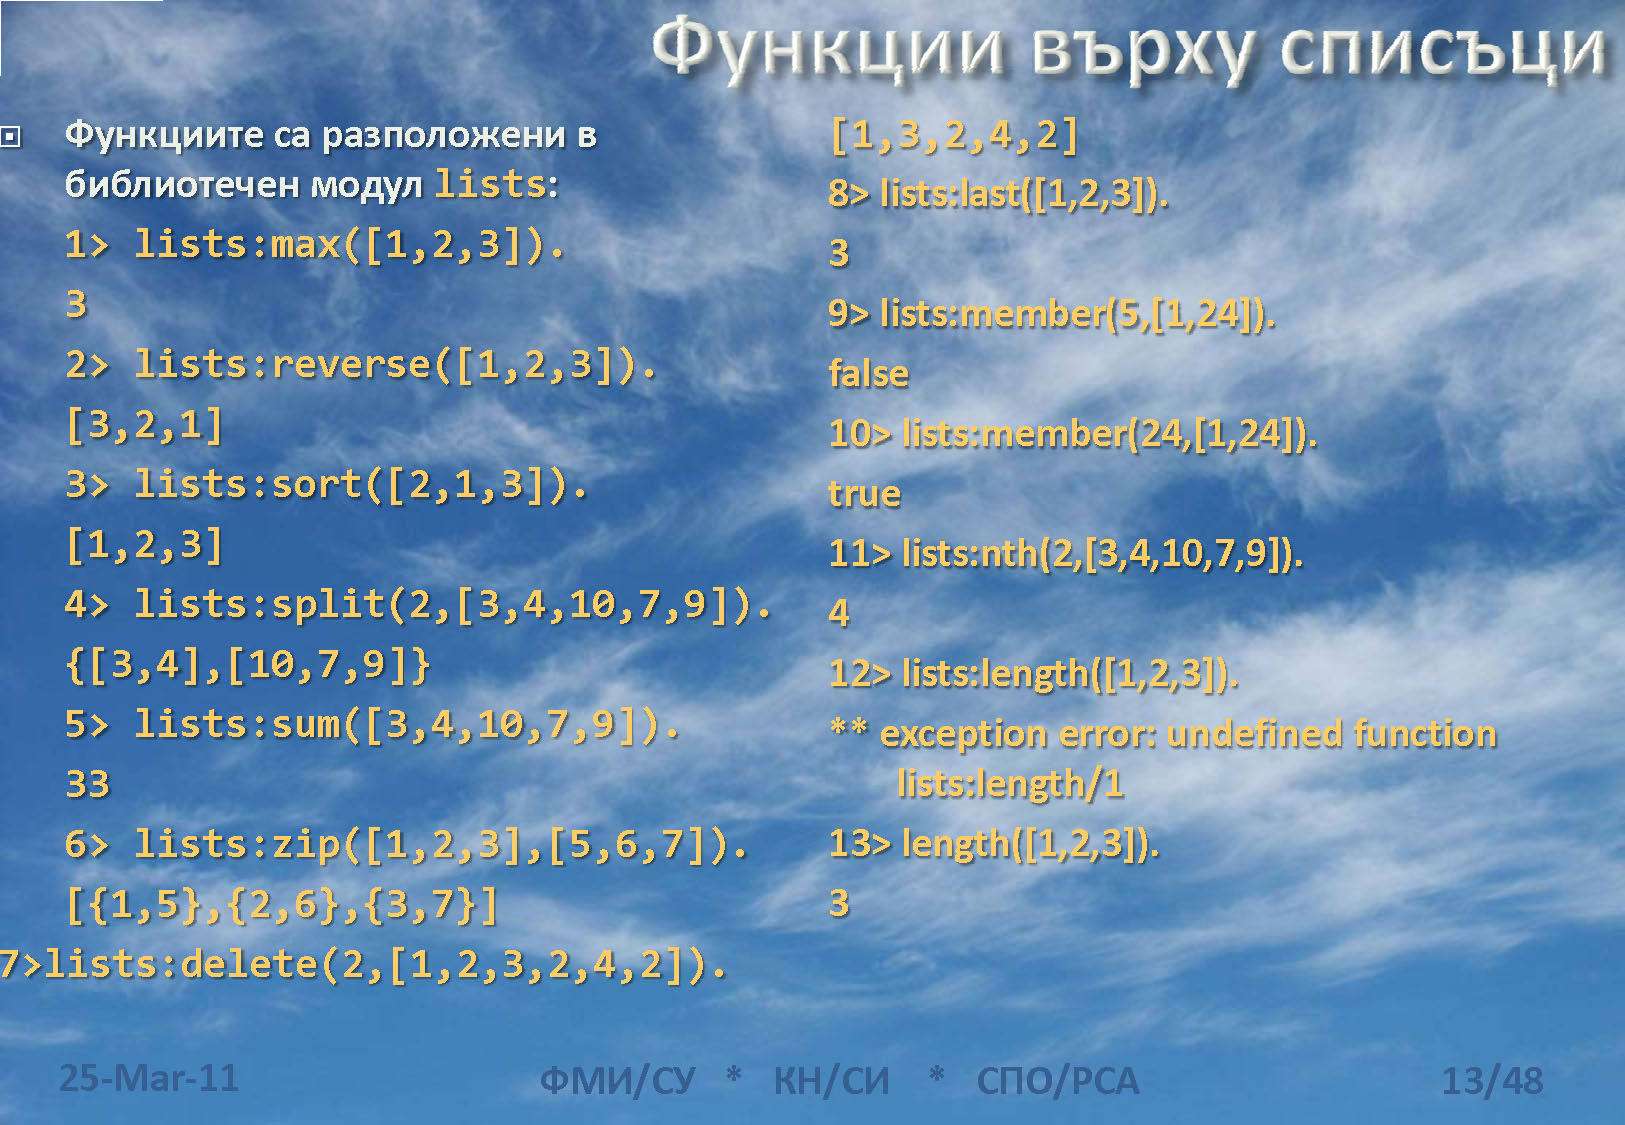 Функции върху списъци
Функциите са разположени в
библиотечен модул lists:
1> lists:max([1,2,3]).
3
2> lists:reverse([1,2,3]).
[3,2,1]
3> lists:sort([2,1,3]).
[1,2,3]
4> lists:split(2,[3,4,10,7,9]).
{[3,4],[10,7,9]}
5> lists:sum([3,4,10,7,9]).
33
6> lists:zip([1,2,3],[5,6,7]).
[{1,5},{2,6},{3,7}]
7>lists:delete(2,[1,2,3,2,4,2]).
[1,3,2,4,2]
8> lists:last([1,2,3]).
3
9> lists:member(5,[1,24]).
false
10> lists:member(24,[1,24]).
true
11> lists:nth(2,[3,4,10,7,9]).
4
12> lists:length([1,2,3]).
** exception error: undefined function
lists:length/1
13> length([1,2,3]).
3
25-Mar-11 ФМИ/СУ * КН/СИ * СПО/РСА 13/48